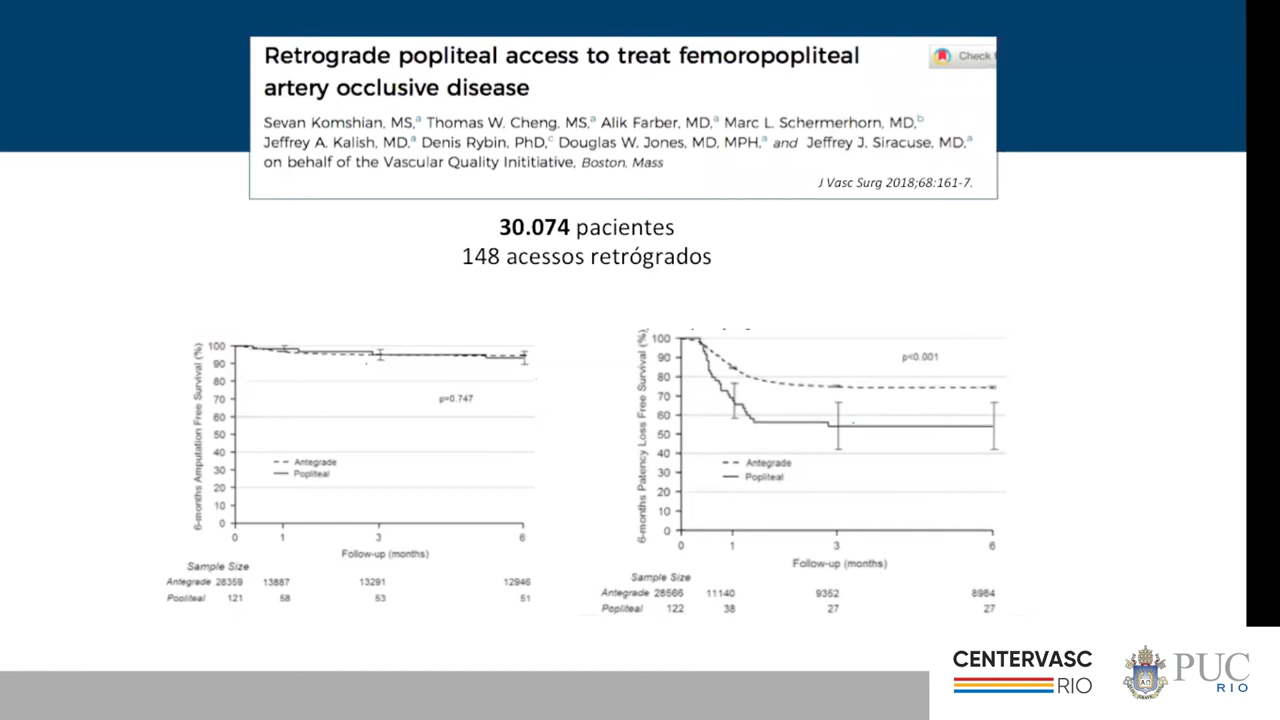 Retrograde popliteal access to treat femoropopliteal
artery occlusive disease
Check
Sevan Komshian, MS,a Thomas W. Cheng, MS,a Alik Farber, MD,a Marc L. Schermerhorn, MD,b
Jeffrey A. Kalish, MD,a Denis Rybin, PhD,c Douglas W. Jones, MD, MPH,a and Jeffrey J. Siracuse, MD,a
on behalf of the Vascular Quality Inititiative, Boston, Mass
J Vasc Surg 2018;68:161-7.
30.074 pacientes
148 acessos retrógrados
6-months Amputation Free Survival (%)
100
90
80
70
60
50
40
30
20
10
0
p=0.747
Antegrade
Popliteal
0 1 3 6
Follow-up (months)
Sample Size
Antegrade 28359 13887 13291 12946
Popliteal 121 58 53 51
6-months Patency Loss Free Survival (%)
100
90
80
70
60
50
40
30
20
10
0
p<0.001
Antegrade
Popliteal
0 1 3 6
Follow-up (months)
Sample Size
Antegrade 28566 11140 9352 8984
Popliteal 122 38 27 27
CENTERVASC
RIO
PUC
RIO